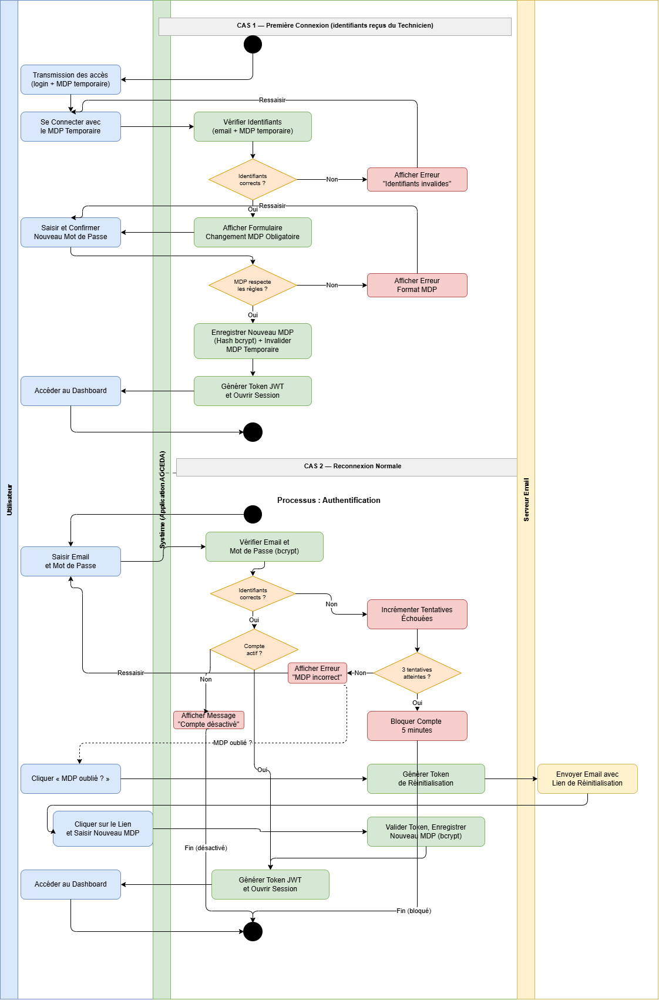 CAS 1 — Première Connexion (identifiants reçus du Technicien)
Transmission des accès
(login + MDP temporaire)
Ressaisir
Se Connecter avec
le MDP Temporaire
Vérifier Identifiants
(email + MDP temporaire)
Identifiants
corrects ?
Non
Afficher Erreur
"Identifiants invalides"
Oui
Ressaisir
Saisir et Confirmer
Nouveau Mot de Passe
Afficher Formulaire
Changement MDP Obligatoire
MDP respecte
les règles ?
Non
Afficher Erreur
Format MDP
Oui
Enregistrer Nouveau MDP
(Hash bcrypt) + Invalider
MDP Temporaire
Accéder au Dashboard
Générer Token JWT
et Ouvrir Session
Utilisateur
Système (Application AOCEDA)
Serveur Email
CAS 2 — Reconnexion Normale
Processus : Authentification
Saisir Email
et Mot de Passe
Vérifier Email et
Mot de Passe (bcrypt)
Identifiants
corrects ?
Non
Incrémenter Tentatives
Échouées
Oui
Compte
actif ?
Ressaisir
Non
Afficher Erreur
"MDP incorrect"
Non
3 tentatives
atteintes ?
Oui
Afficher Message
"Compte désactivé"
Bloquer Compte
5 minutes
MDP oublié ?
Oui
Cliquer « MDP oublié ? »
Générer Token
de Réinitialisation
Envoyer Email avec
Lien de Réinitialisation
Cliquer sur le Lien
et Saisir Nouveau MDP
Valider Token, Enregistrer
Nouveau MDP (bcrypt)
Fin (désactivé)
Accéder au Dashboard
Générer Token JWT
et Ouvrir Session
Fin (bloqué)